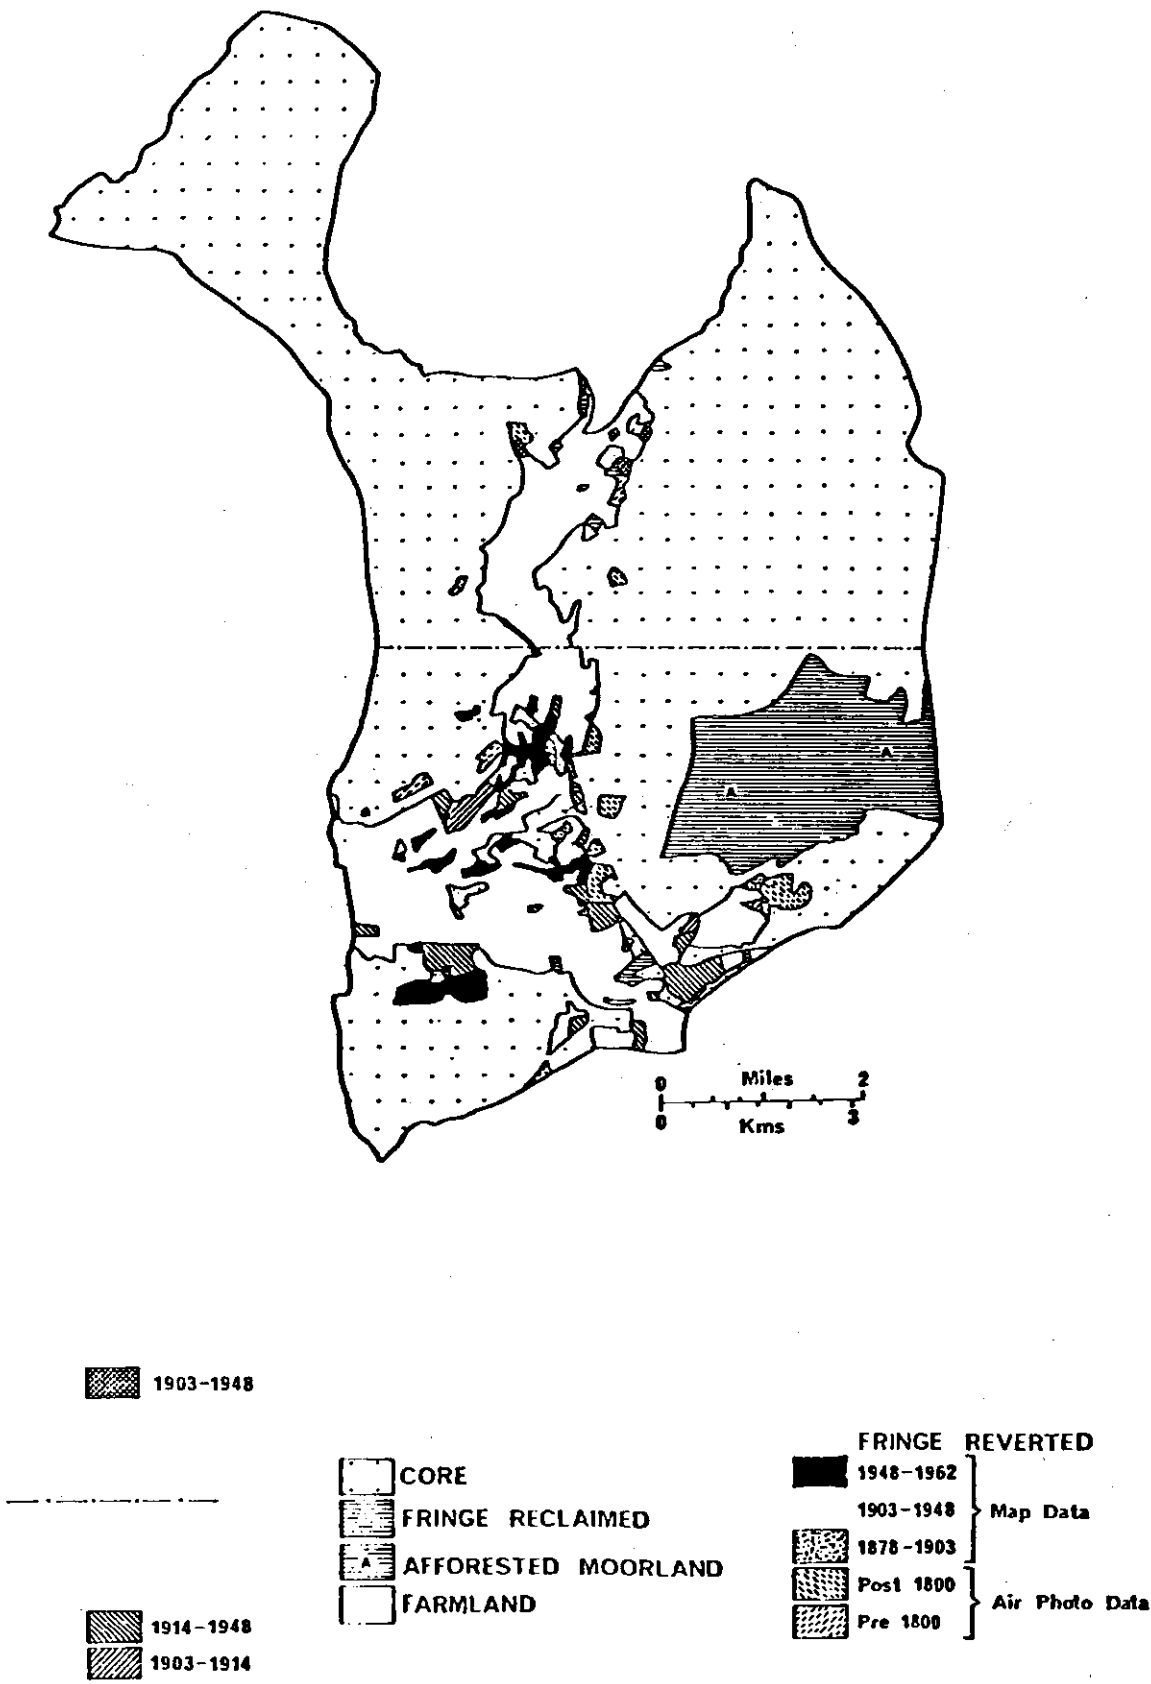 0 Miles 2
0 Kms 3
A
A
1903-1948
1914-1948
1903-1914
CORE
FRINGE RECLAIMED
A AFFORESTED MOORLAND
FARMLAND
FRINGE REVERTED
1948-1962
1903-1948
1878-1903
Map Data
Post 1800
Pre 1800
Air Photo Data